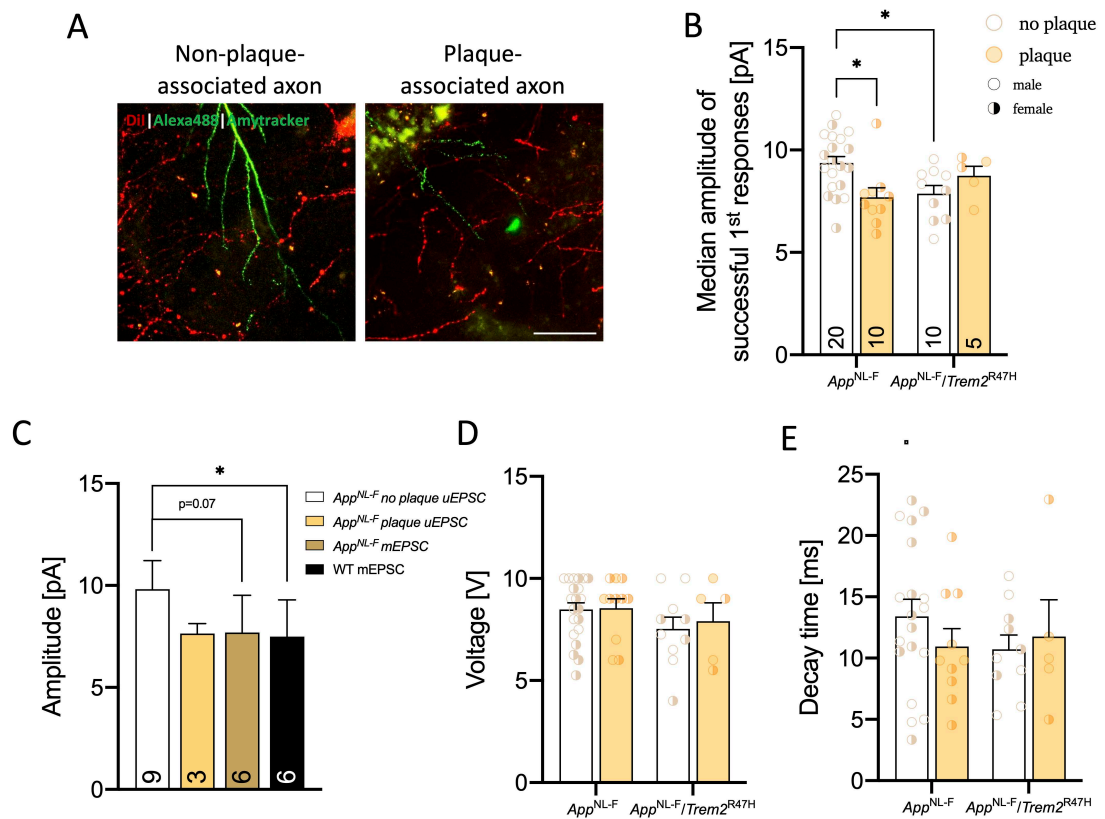 A
Non-plaque-
associated axon
Plaque-
associated axon
DiI|Alexa488|Amytracker
B
Median amplitude of
successful 1st responses [pA]
15
10
5
0
*
*
20
10
10
5
AppNL-F
AppNL-F/Trem2R47H
no plaque
plaque
male
female
C
Amplitude [pA]
15
10
5
0
*
p=0.07
9
3
6
6
AppNL-F no plaque uEPSC
AppNL-F plaque uEPSC
AppNL-F mEPSC
WT mEPSC
D
Voltage [V]
15
10
5
0
AppNL-F
AppNL-F/Trem2R47H
E
Decay time [ms]
25
20
15
10
5
0
AppNL-F
AppNL-F/Trem2R47H